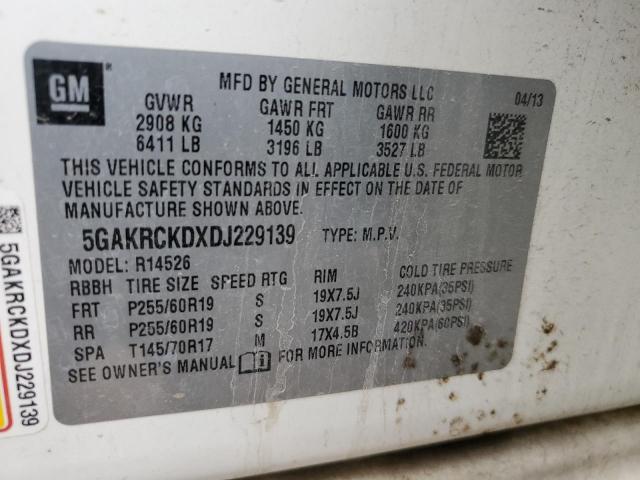 GM
MFD BY GENERAL MOTORS LLC
04/13
GVWR GAWR FRT GAWR RR
2908 KG 1450 KG 1600 KG
6411 LB 3196 LB 3527 LB
THIS VEHICLE CONFORMS TO ALL APPLICABLE U.S. FEDERAL MOTOR
VEHICLE SAFETY STANDARDS IN EFFECT ON THE DATE OF
MANUFACTURE SHOWN ABOVE.
5GAKRCKDXDJ229139 TYPE: M.P.V.
MODEL: R14526
RBBH TIRE SIZE SPEED RTG RIM COLD TIRE PRESSURE
FRT P255/60R19 S 19X7.5J 240KPA(35PSI)
RR P255/60R19 S 19X7.5J 240KPA(35PSI)
SPA T145/70R17 M 17X4.5B 420KPA(60PSI)
SEE OWNER'S MANUAL FOR MORE INFORMATION.
5GAKRCKDXDJ229139